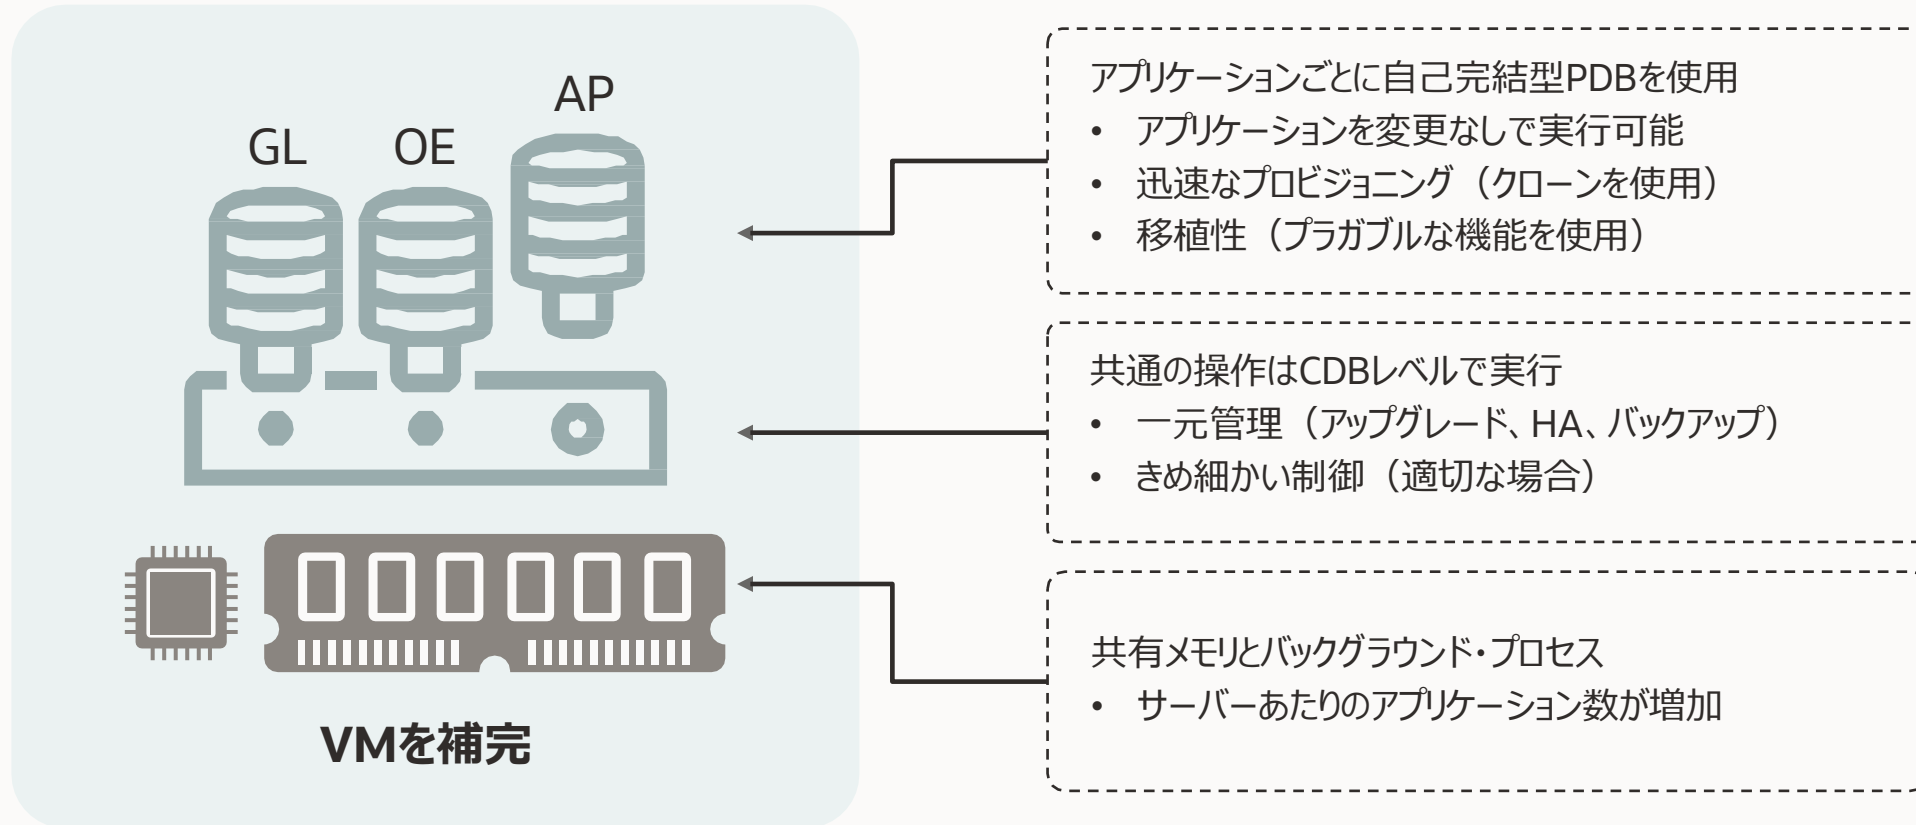 AP
GL
OE
VMを補完
アプリケーションごとに自己完結型PDBを使用
• アプリケーションを変更なしで実行可能
• 迅速なプロビジョニング（クローンを使用）
• 移植性（プラガブルな機能を使用）
共通の操作はCDBレベルで実行
• 一元管理（アップグレード、HA、バックアップ）
• きめ細かい制御（適切な場合）
共有メモリとバックグラウンド・プロセス
• サーバーあたりのアプリケーション数が増加